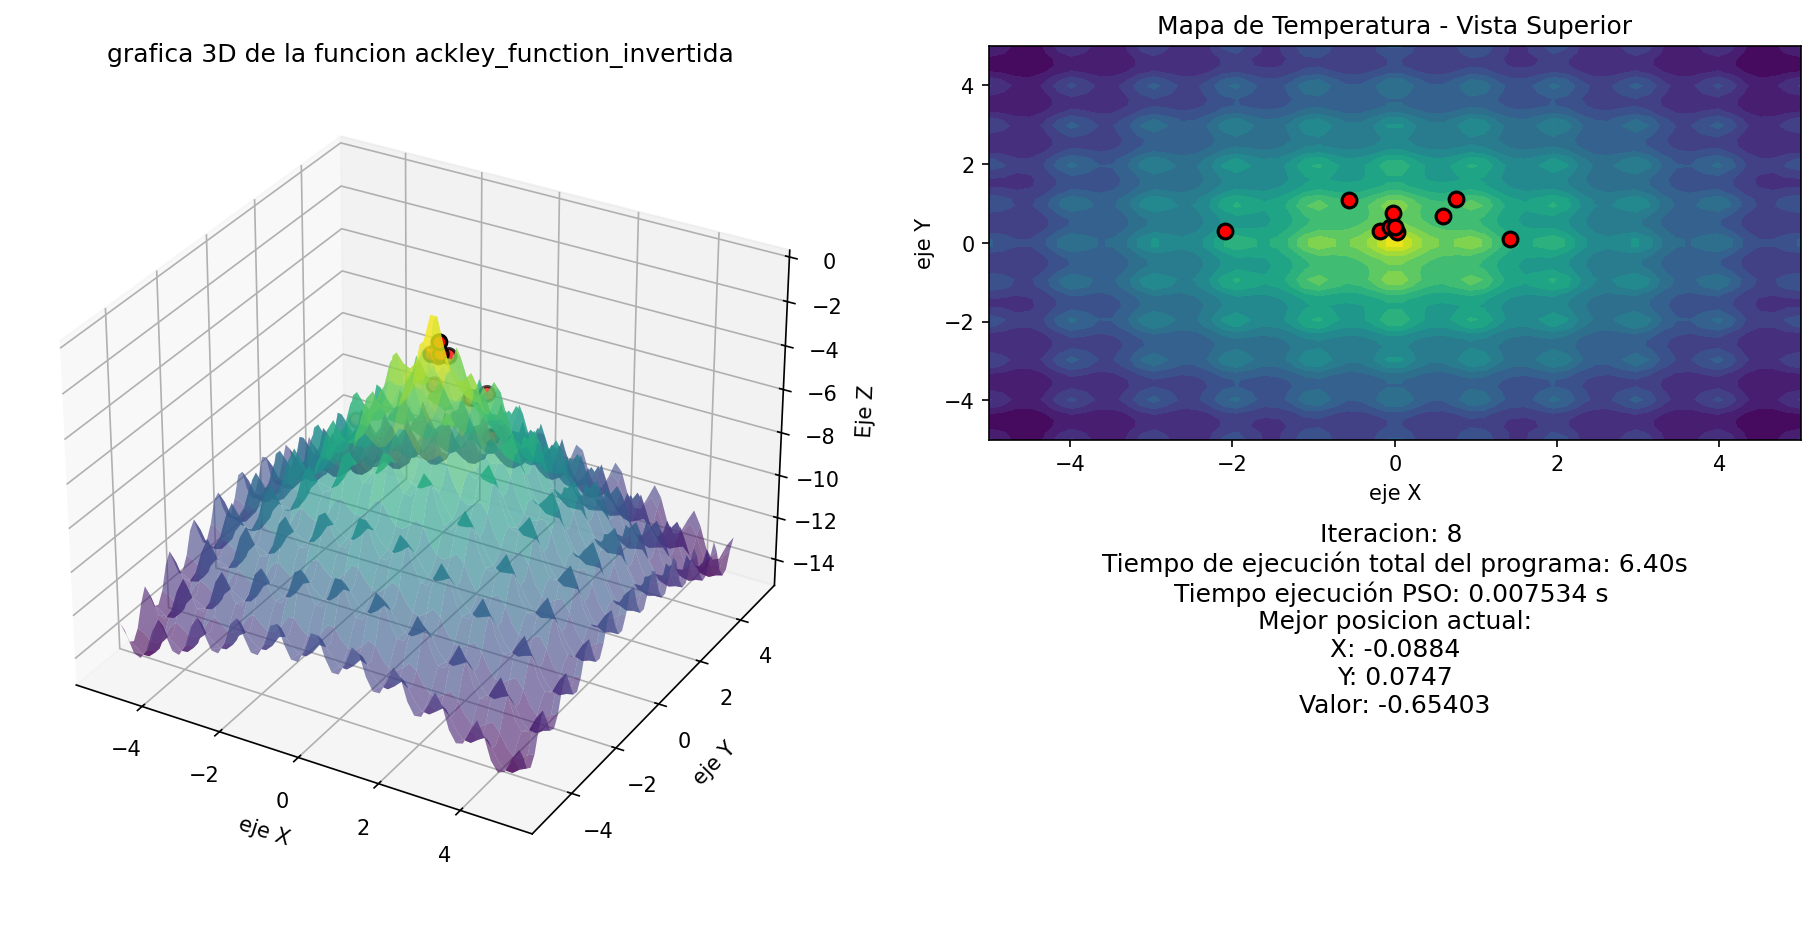 grafica 3D de la funcion ackley_function_invertida
0
−2
−4
−6
−8
−10
−12
−14
Eje Z
−4
−2
0
2
4
eje X
−4
−2
0
2
4
eje Y
Mapa de Temperatura - Vista Superior
4
2
0
−2
−4
eje Y
−4
−2
0
2
4
eje X
Iteracion: 8
Tiempo de ejecución total del programa: 6.40s
Tiempo ejecución PSO: 0.007534 s
Mejor posicion actual:
X: -0.0884
Y: 0.0747
Valor: -0.65403